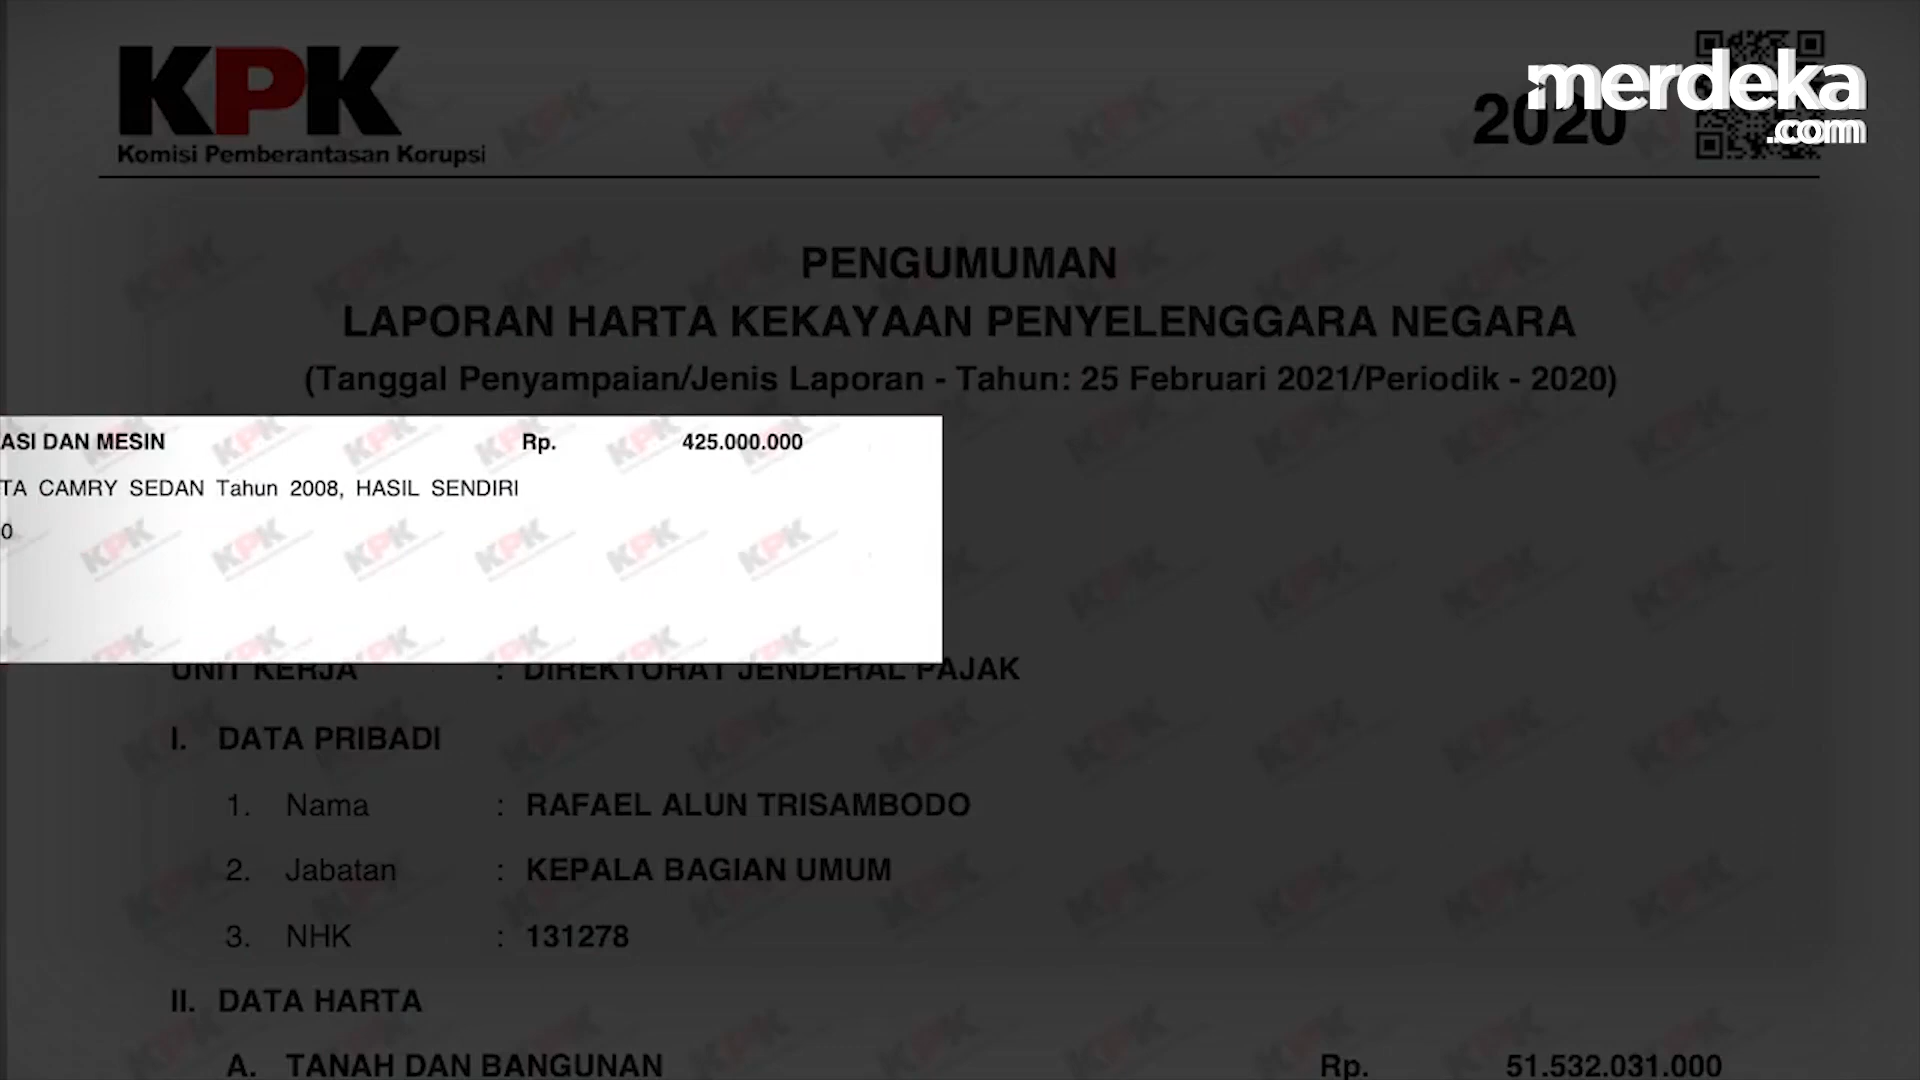 KPK
Komisi Pemberantasan Korupsi
2020
merdeka
.com
PENGUMUMAN
LAPORAN HARTA KEKAYAAN PENYELENGGARA NEGARA
(Tanggal Penyampaian/Jenis Laporan - Tahun: 25 Februari 2021/Periodik - 2020)
ASI DAN MESIN Rp. 425.000.000
TA CAMRY SEDAN Tahun 2008, HASIL SENDIRI
0
UNIT KERJA : DIREKTORAT JENDERAL PAJAK
I. DATA PRIBADI
1. Nama : RAFAEL ALUN TRISAMBODO
2. Jabatan : KEPALA BAGIAN UMUM
3. NHK : 131278
II. DATA HARTA
A. TANAH DAN BANGUNAN Rp. 51.532.031.000